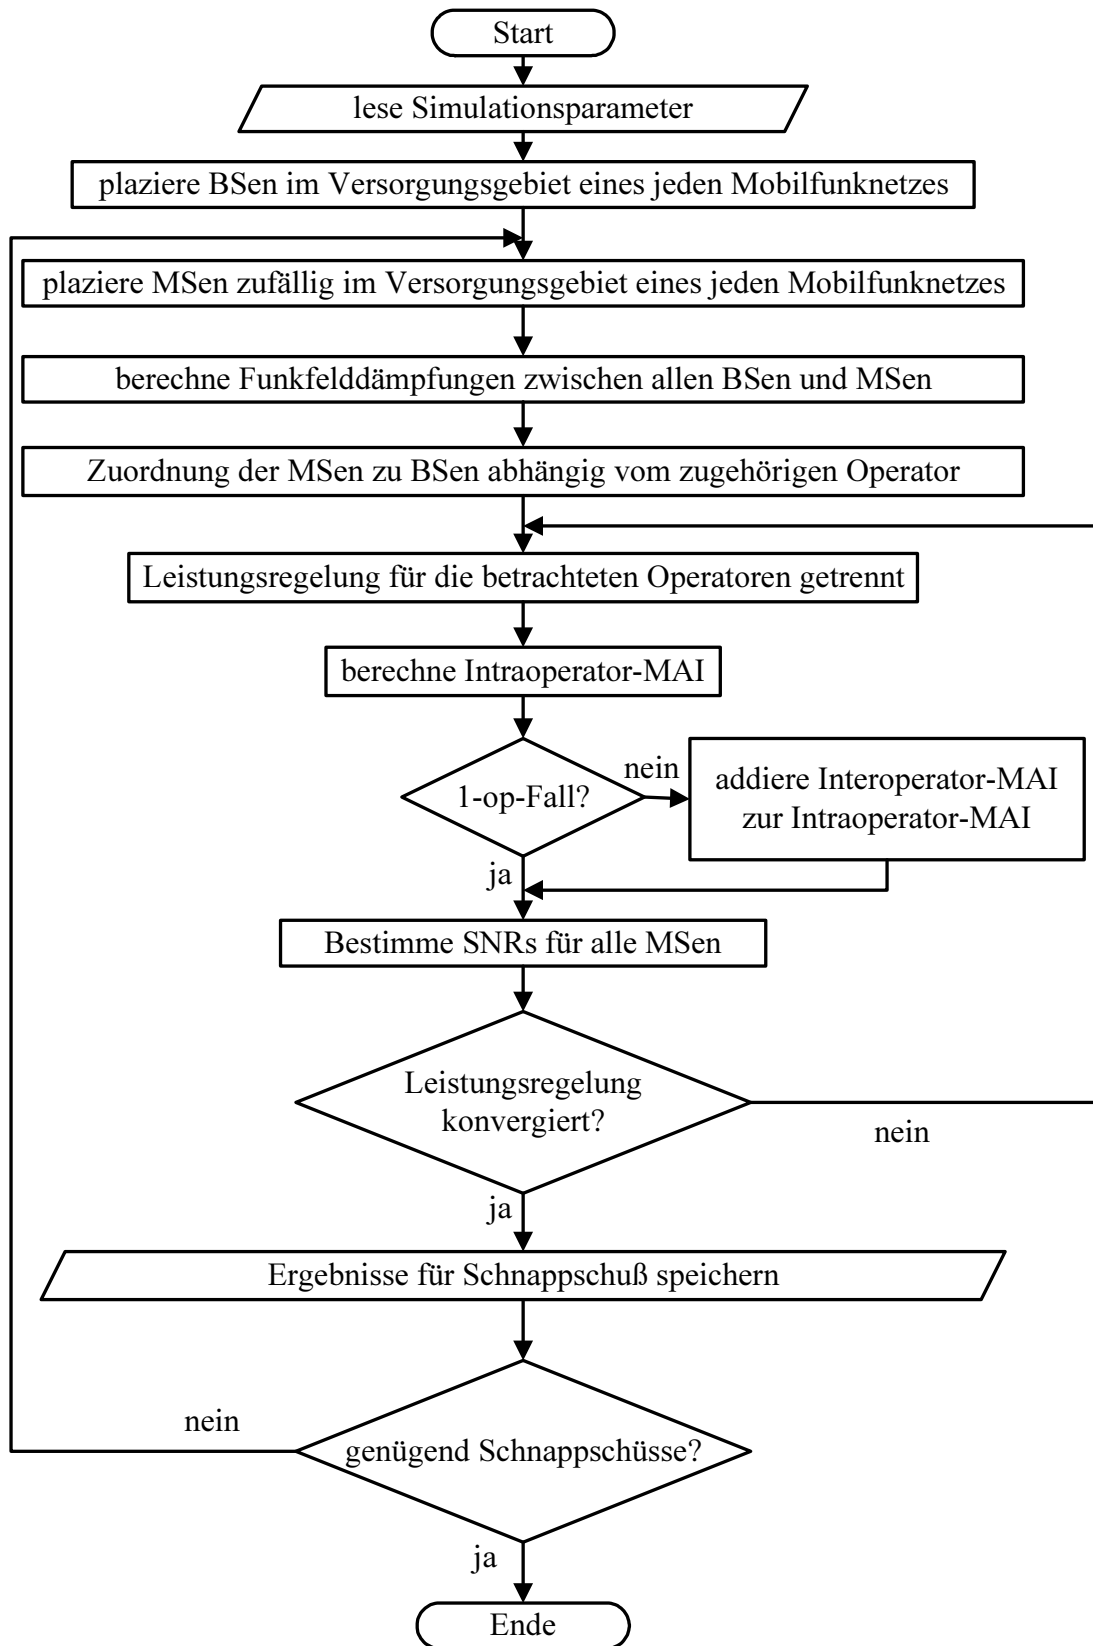 Start
lese Simulationsparameter
plaziere BSen im Versorgungsgebiet eines jeden Mobilfunknetzes
plaziere MSen zufällig im Versorgungsgebiet eines jeden Mobilfunknetzes
berechne Funkfelddämpfungen zwischen allen BSen und MSen
Zuordnung der MSen zu BSen abhängig vom zugehörigen Operator
Leistungsregelung für die betrachteten Operatoren getrennt
berechne Intraoperator-MAI
1-op-Fall?
nein
addiere Interoperator-MAI
zur Intraoperator-MAI
ja
Bestimme SNRs für alle MSen
Leistungsregelung
konvergiert?
nein
ja
Ergebnisse für Schnappschuß speichern
nein
genügend Schnappschüsse?
ja
Ende